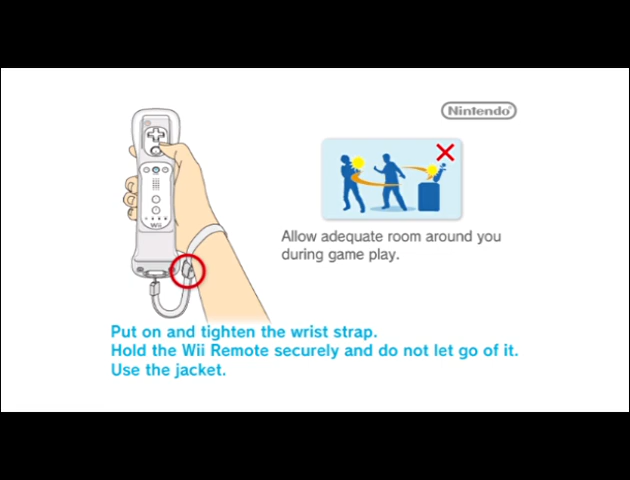 Nintendo
Wii
Allow adequate room around you
during game play.
Put on and tighten the wrist strap.
Hold the Wii Remote securely and do not let go of it.
Use the jacket.